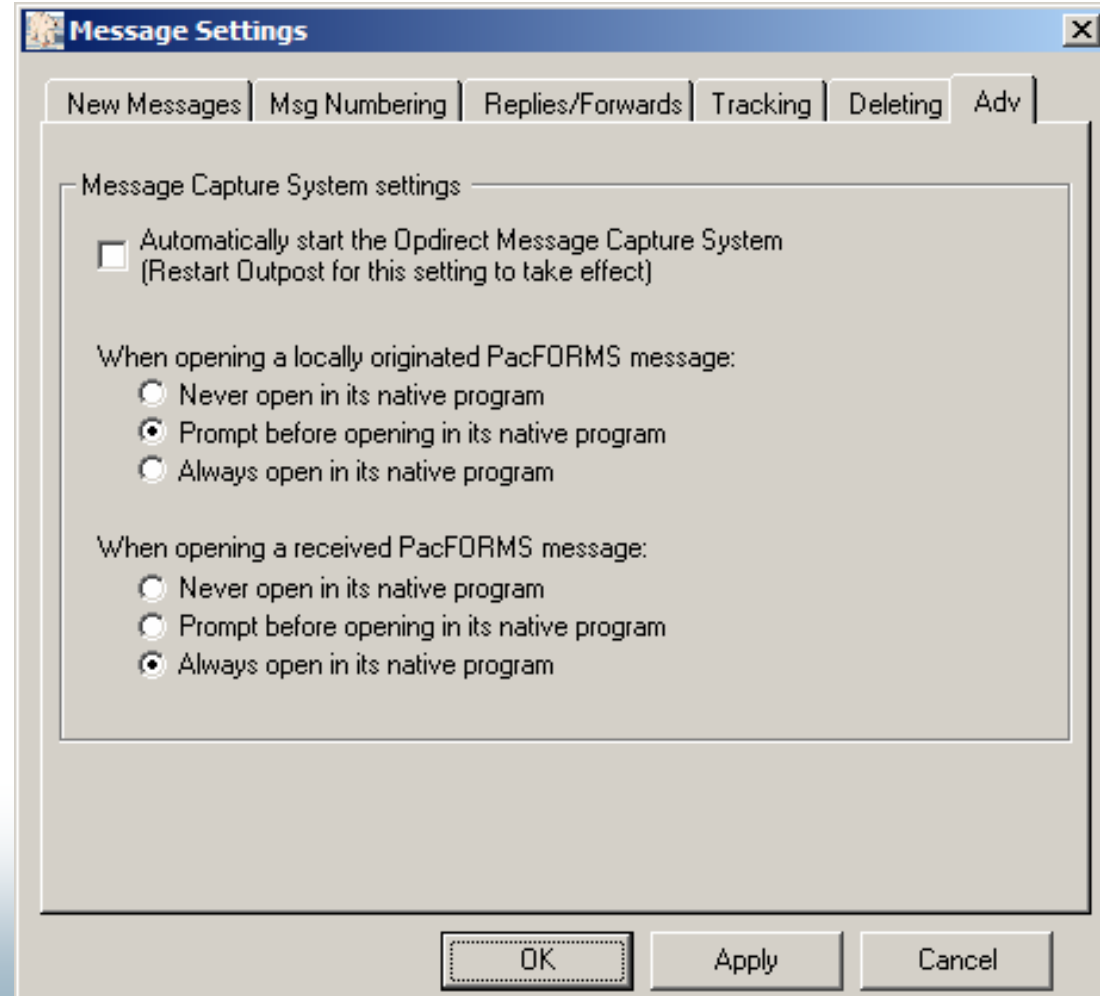 Message Settings
New Messages Msg Numbering Replies/Forwards Tracking Deleting Adv
Message Capture System settings
Automatically start the Opdirect Message Capture System
(Restart Outpost for this setting to take effect)
When opening a locally originated PacFORMS message:
Never open in its native program
Prompt before opening in its native program
Always open in its native program
When opening a received PacFORMS message:
Never open in its native program
Prompt before opening in its native program
Always open in its native program
OK Apply Cancel